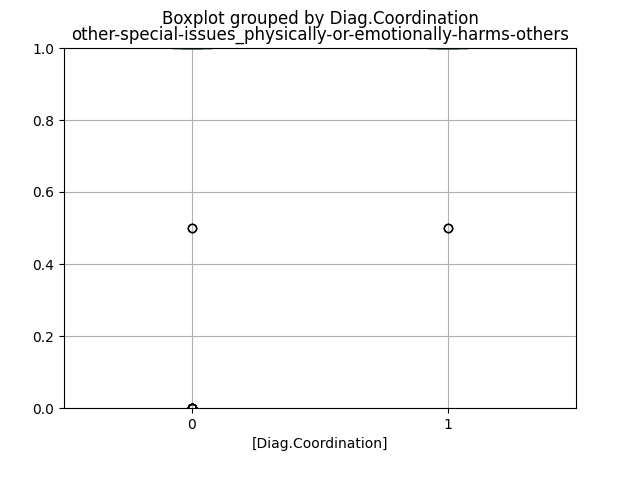 Boxplot grouped by Diag.Coordination
other-special-issues_physically-or-emotionally-harms-others
1.0
0.8
0.6
0.4
0.2
0.0
0 1
[Diag.Coordination]